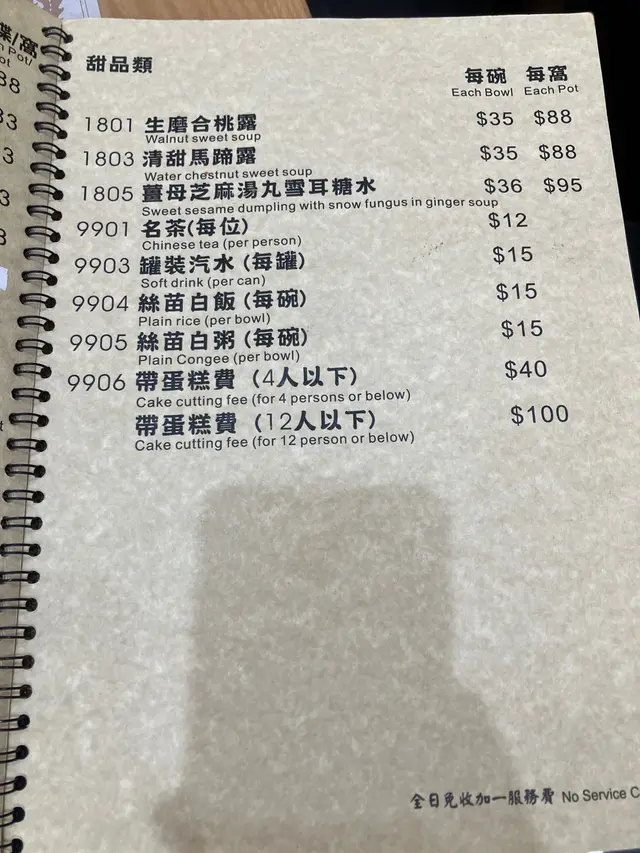 甜品類
每碗 每窩
Each Bowl Each Pot
1801 生磨合桃露 $35 $88
Walnut sweet soup
1803 清甜馬蹄露 $35 $88
Water chestnut sweet soup
1805 薑母芝麻湯丸雪耳糖水 $36 $95
Sweet sesame dumpling with snow fungus in ginger soup
9901 名茶(每位) $12
Chinese tea (per person)
9903 罐裝汽水 (每罐) $15
Soft drink (per can)
9904 絲苗白飯 (每碗) $15
Plain rice (per bowl)
9905 絲苗白粥 (每碗) $15
Plain Congee (per bowl)
9906 帶蛋糕費 (4人以下) $40
Cake cutting fee (for 4 persons or below)
帶蛋糕費 (12人以下) $100
Cake cutting fee (for 12 person or below)
全日免收加一服務費 No Service C